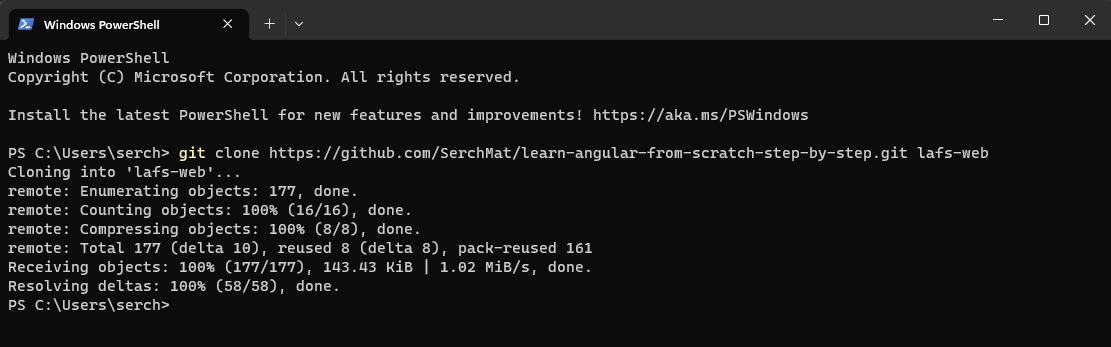 Windows PowerShell
Windows PowerShell
Copyright (C) Microsoft Corporation. All rights reserved.
Install the latest PowerShell for new features and improvements! https://aka.ms/PSWindows
PS C:\Users\serch> git clone https://github.com/SerchMat/learn-angular-from-scratch-step-by-step.git lafs-web
Cloning into 'lafs-web'...
remote: Enumerating objects: 177, done.
remote: Counting objects: 100% (16/16), done.
remote: Compressing objects: 100% (8/8), done.
remote: Total 177 (delta 10), reused 8 (delta 8), pack-reused 161
Receiving objects: 100% (177/177), 143.43 KiB | 1.02 MiB/s, done.
Resolving deltas: 100% (58/58), done.
PS C:\Users\serch>